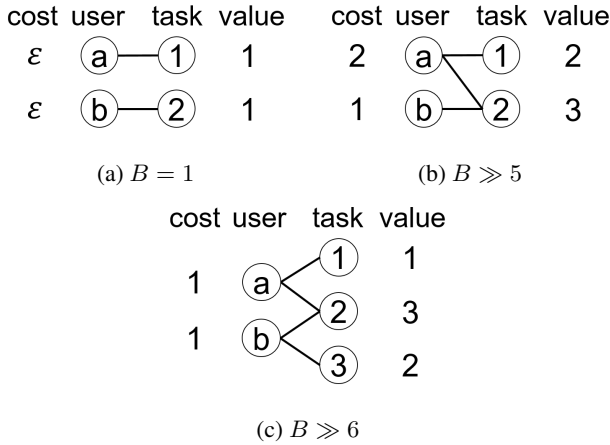 cost user task value
ε a 1 1
ε b 2 1
(a) B = 1
cost user task value
2 a 1 2
1 b 2 3
(b) B ≫ 5
cost user task value
1 a 1 1
1 b 2 3
3 2
(c) B ≫ 6